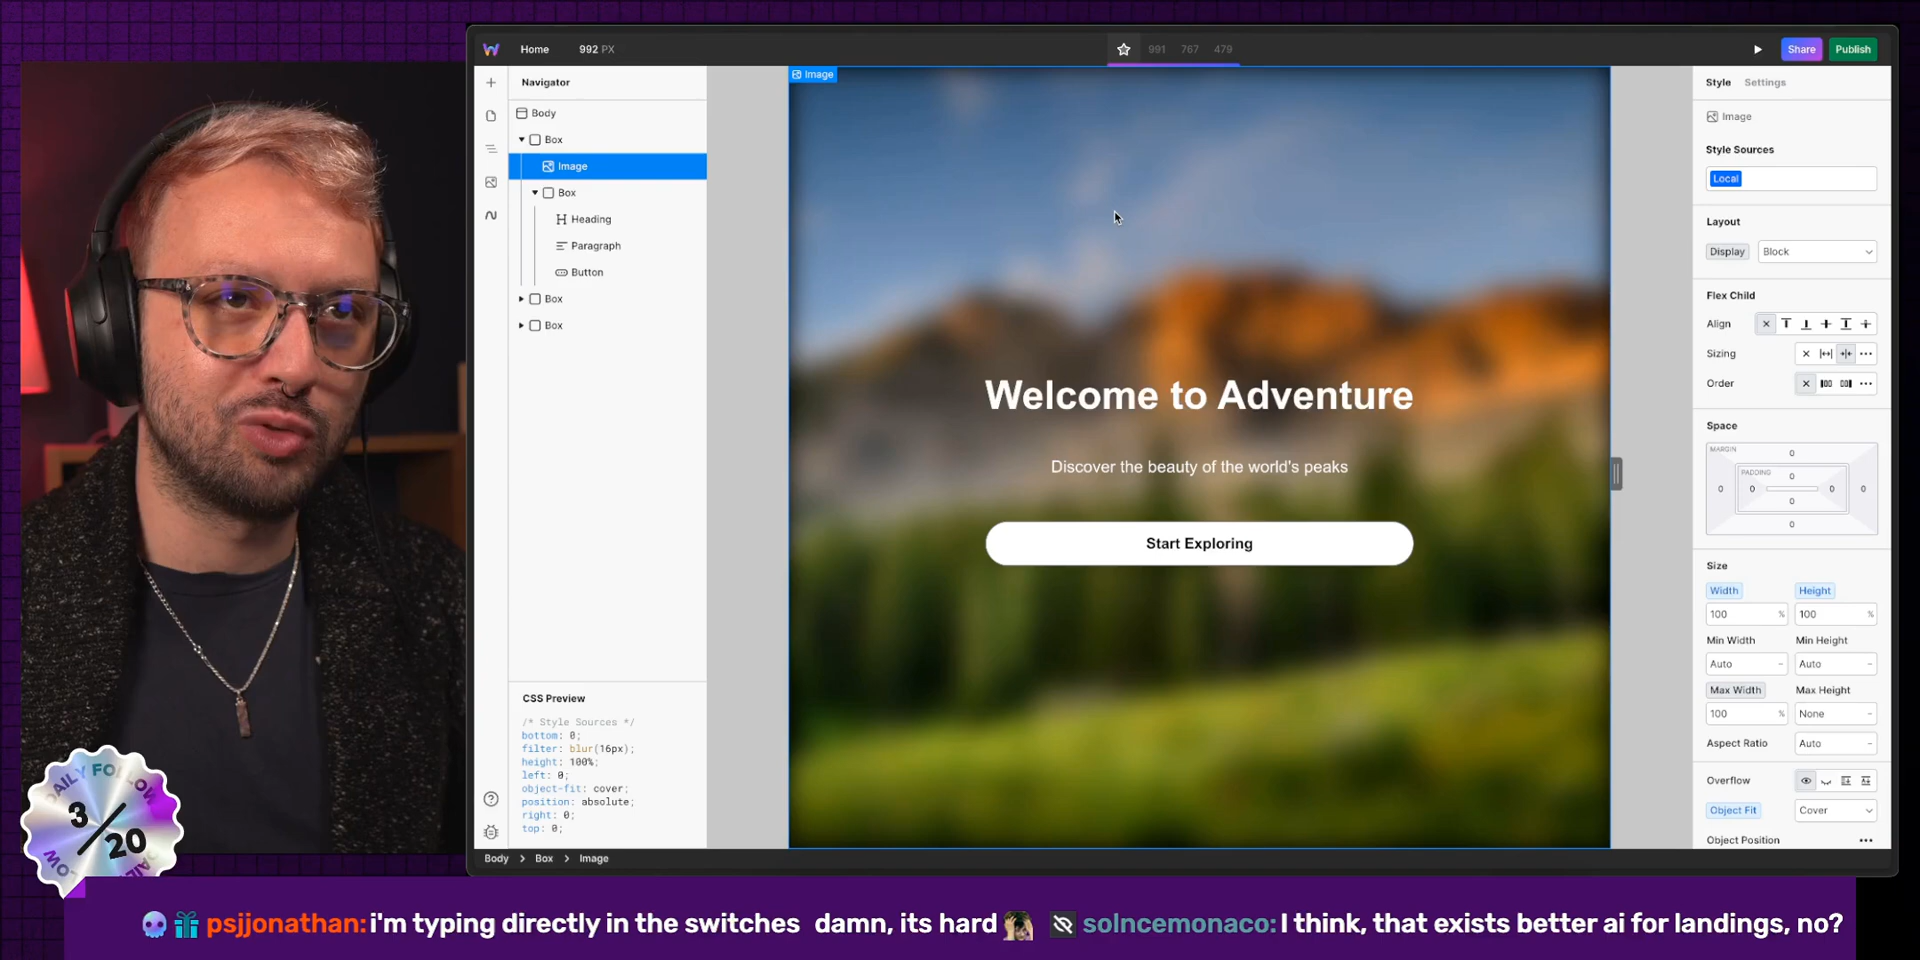 Home
992 PX
991
767
479
Share
Publish
Navigator
Body
Box
Image
Box
Heading
Paragraph
Button
Box
Box
CSS Preview
/* Style Sources */
bottom: 0;
filter: blur(16px);
height: 100%;
left: 0;
object-fit: cover;
position: absolute;
right: 0;
top: 0;
Image
Welcome to Adventure
Discover the beauty of the world's peaks
Start Exploring
Style
Settings
Image
Style Sources
Local
Layout
Display
Block
Flex Child
Align
Sizing
Order
Space
MARGIN
0
PADDING
0
0
0
0
0
0
0
Size
Width
Height
100 %
100 %
Min Width
Min Height
Auto
Auto
Max Width
Max Height
100 %
None
Aspect Ratio
Auto
Overflow
Object Fit
Cover
Object Position
Body > Box > Image
DAILY FOLLOW
3/20
psjjonathan: i'm typing directly in the switches damn, its hard
solncemonaco: I think, that exists better ai for landings, no?